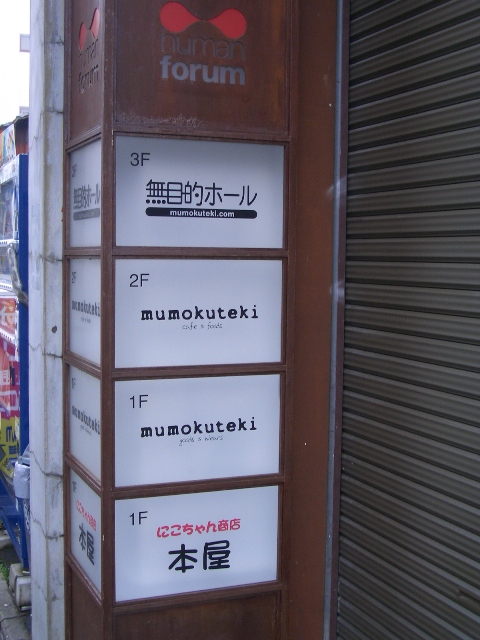 human
forum
3F
無目的ホール
mumokuteki.com
2F
mumokuteki
cafe & foods
1F
mumokuteki
goods & wears
1F
にこちゃん商店
本屋